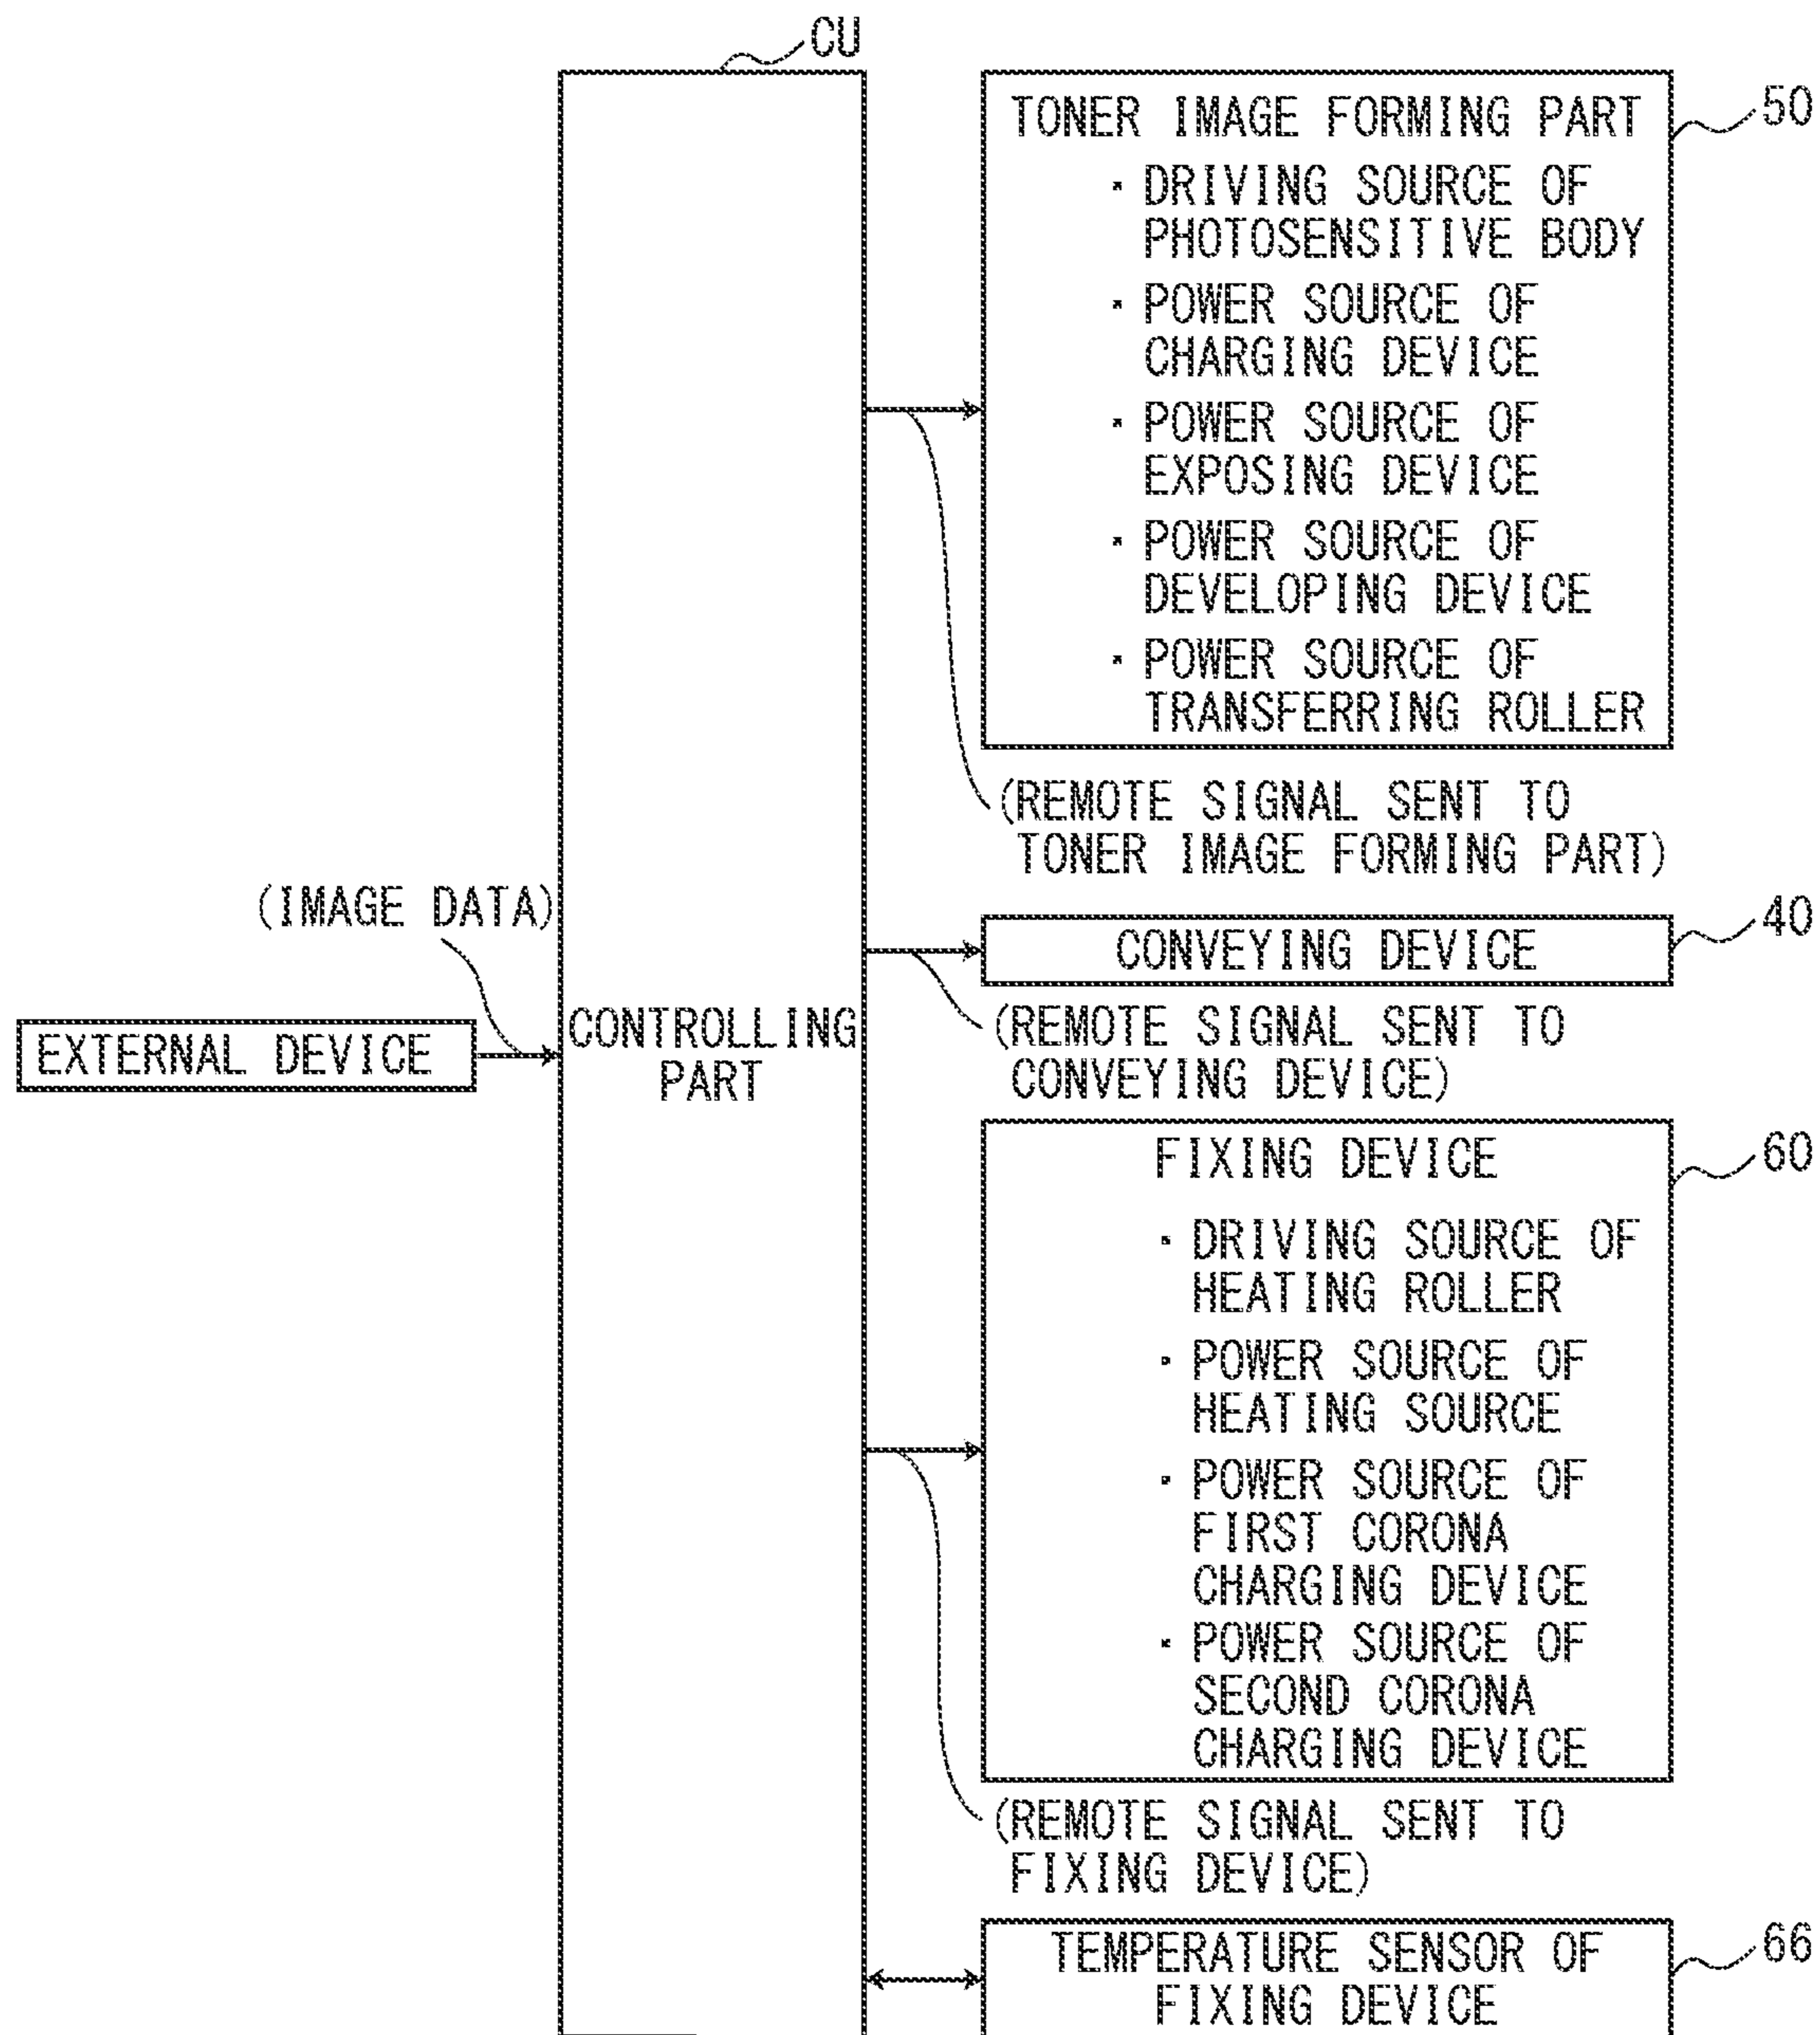 CU
TONER IMAGE FORMING PART
50
・DRIVING SOURCE OF
PHOTOSENSITIVE BODY
・POWER SOURCE OF
CHARGING DEVICE
・POWER SOURCE OF
EXPOSING DEVICE
・POWER SOURCE OF
DEVELOPING DEVICE
・POWER SOURCE OF
TRANSFERRING ROLLER
(REMOTE SIGNAL SENT TO
TONER IMAGE FORMING PART)
(IMAGE DATA)
EXTERNAL DEVICE
CONTROLLING
PART
CONVEYING DEVICE
40
(REMOTE SIGNAL SENT TO
CONVEYING DEVICE)
FIXING DEVICE
60
・DRIVING SOURCE OF
HEATING ROLLER
・POWER SOURCE OF
HEATING SOURCE
・POWER SOURCE OF
FIRST CORONA
CHARGING DEVICE
・POWER SOURCE OF
SECOND CORONA
CHARGING DEVICE
(REMOTE SIGNAL SENT TO
FIXING DEVICE)
TEMPERATURE SENSOR OF
FIXING DEVICE
66